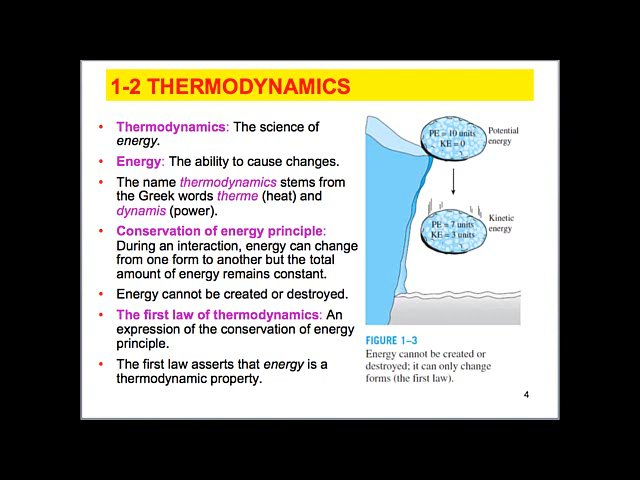 1-2 THERMODYNAMICS
• Thermodynamics: The science of
energy.
• Energy: The ability to cause changes.
• The name thermodynamics stems from
the Greek words therme (heat) and
dynamis (power).
• Conservation of energy principle:
During an interaction, energy can change
from one form to another but the total
amount of energy remains constant.
• Energy cannot be created or destroyed.
• The first law of thermodynamics: An
expression of the conservation of energy
principle.
• The first law asserts that energy is a
thermodynamic property.
PE = 10 units
KE = 0
Potential
energy
PE = 7 units
KE = 3 units
Kinetic
energy
FIGURE 1–3
Energy cannot be created or
destroyed; it can only change
forms (the first law).
4